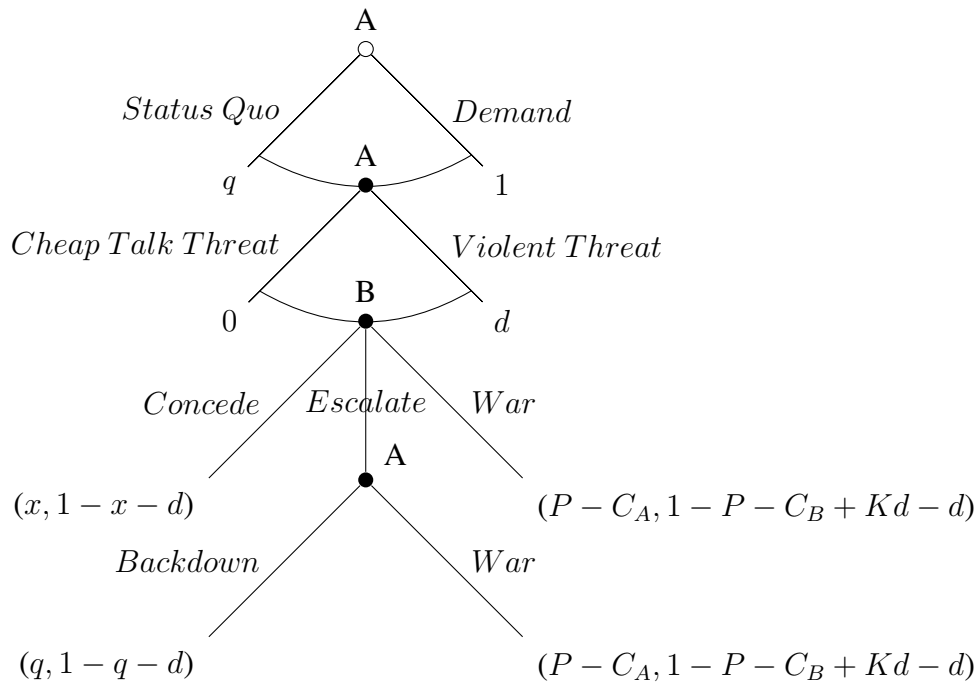 A
Status Quo
Demand
q
A
1
Cheap Talk Threat
Violent Threat
0
B
d
Concede
Escalate
War
A
(x, 1 − x − d)
(P − C_A, 1 − P − C_B + Kd − d)
Backdown
War
(q, 1 − q − d)
(P − C_A, 1 − P − C_B + Kd − d)